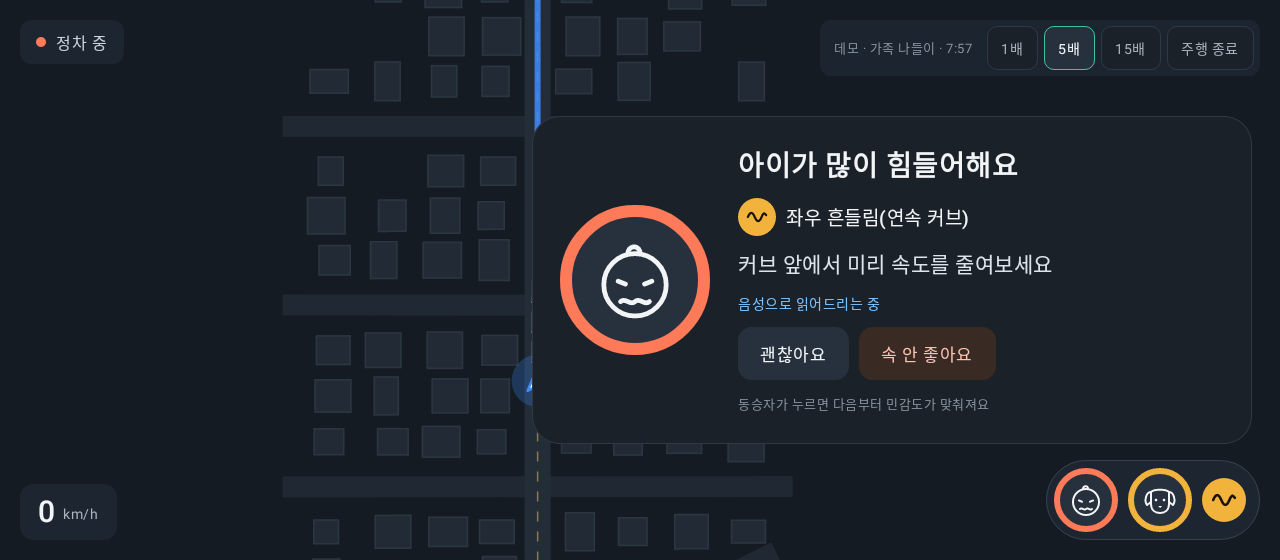 정차 중
데모 · 가족 나들이 · 7:57
1배
5배
15배
주행 종료
아이가 많이 힘들어해요
좌우 흔들림(연속 커브)
커브 앞에서 미리 속도를 줄여보세요
음성으로 읽어드리는 중
괜찮아요
속 안 좋아요
동승자가 누르면 다음부터 민감도가 맞춰져요
0 km/h